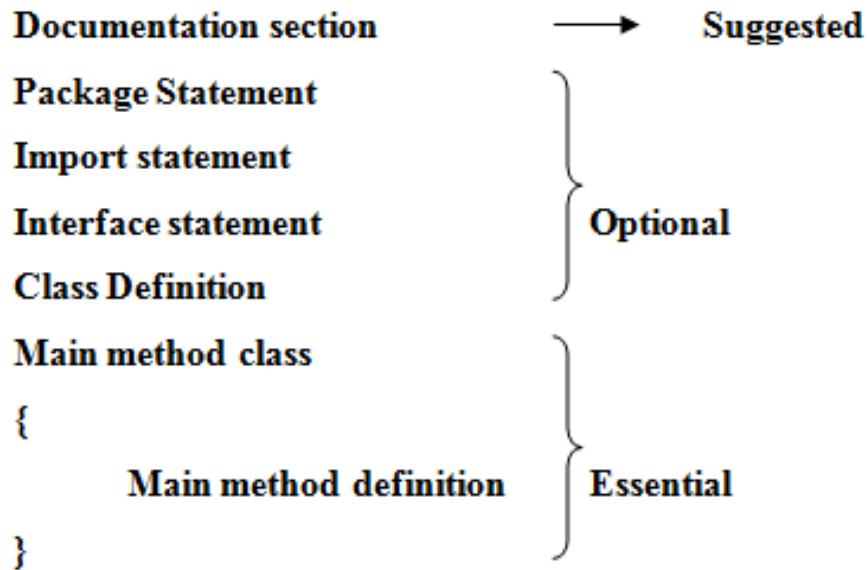 Documentation section Suggested
Package Statement
Import statement
Interface statement Optional
Class Definition
Main method class
{
Main method definition Essential
}